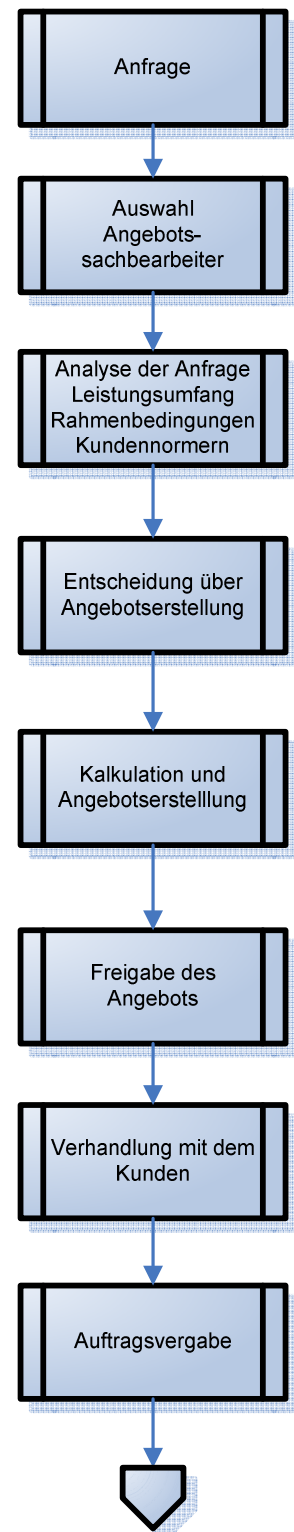 Anfrage
Auswahl
Angebots-
sachbearbeiter
Analyse der Anfrage
Leistungsumfang
Rahmenbedingungen
Kundennormern
Entscheidung über
Angebotserstellung
Kalkulation und
Angebotserstelllung
Freigabe des
Angebots
Verhandlung mit dem
Kunden
Auftragsvergabe